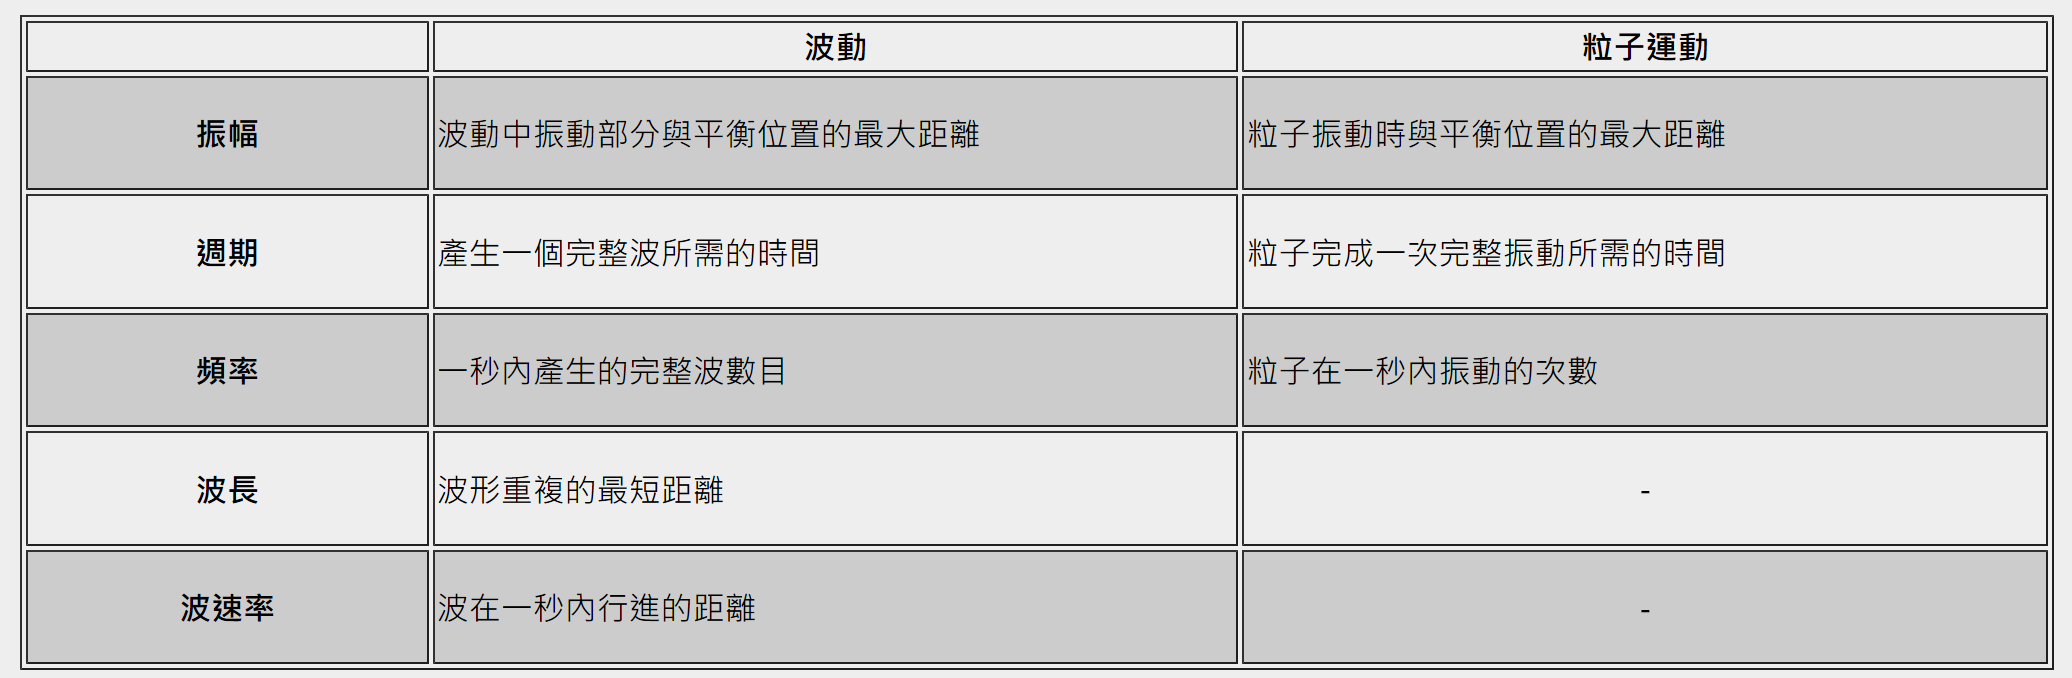 波動 粒子運動
振幅 波動中振動部分與平衡位置的最大距離 粒子振動時與平衡位置的最大距離
週期 產生一個完整波所需的時間 粒子完成一次完整振動所需的時間
頻率 一秒內產生的完整波數目 粒子在一秒內振動的次數
波長 波形重複的最短距離 -
波速率 波在一秒內行進的距離 -